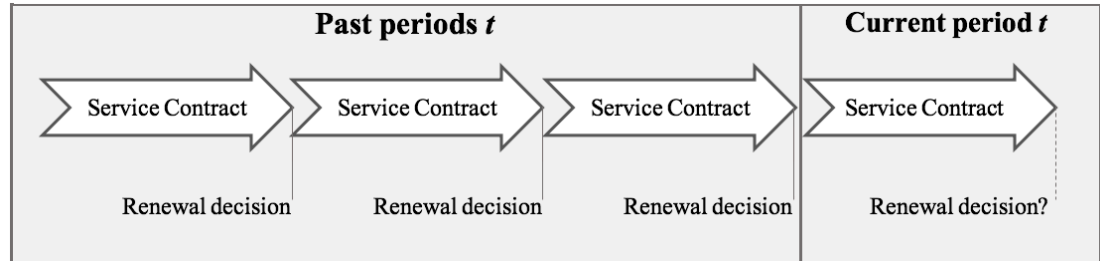 Past periods t
Current period t
Service Contract
Service Contract
Service Contract
Service Contract
Renewal decision
Renewal decision
Renewal decision
Renewal decision?